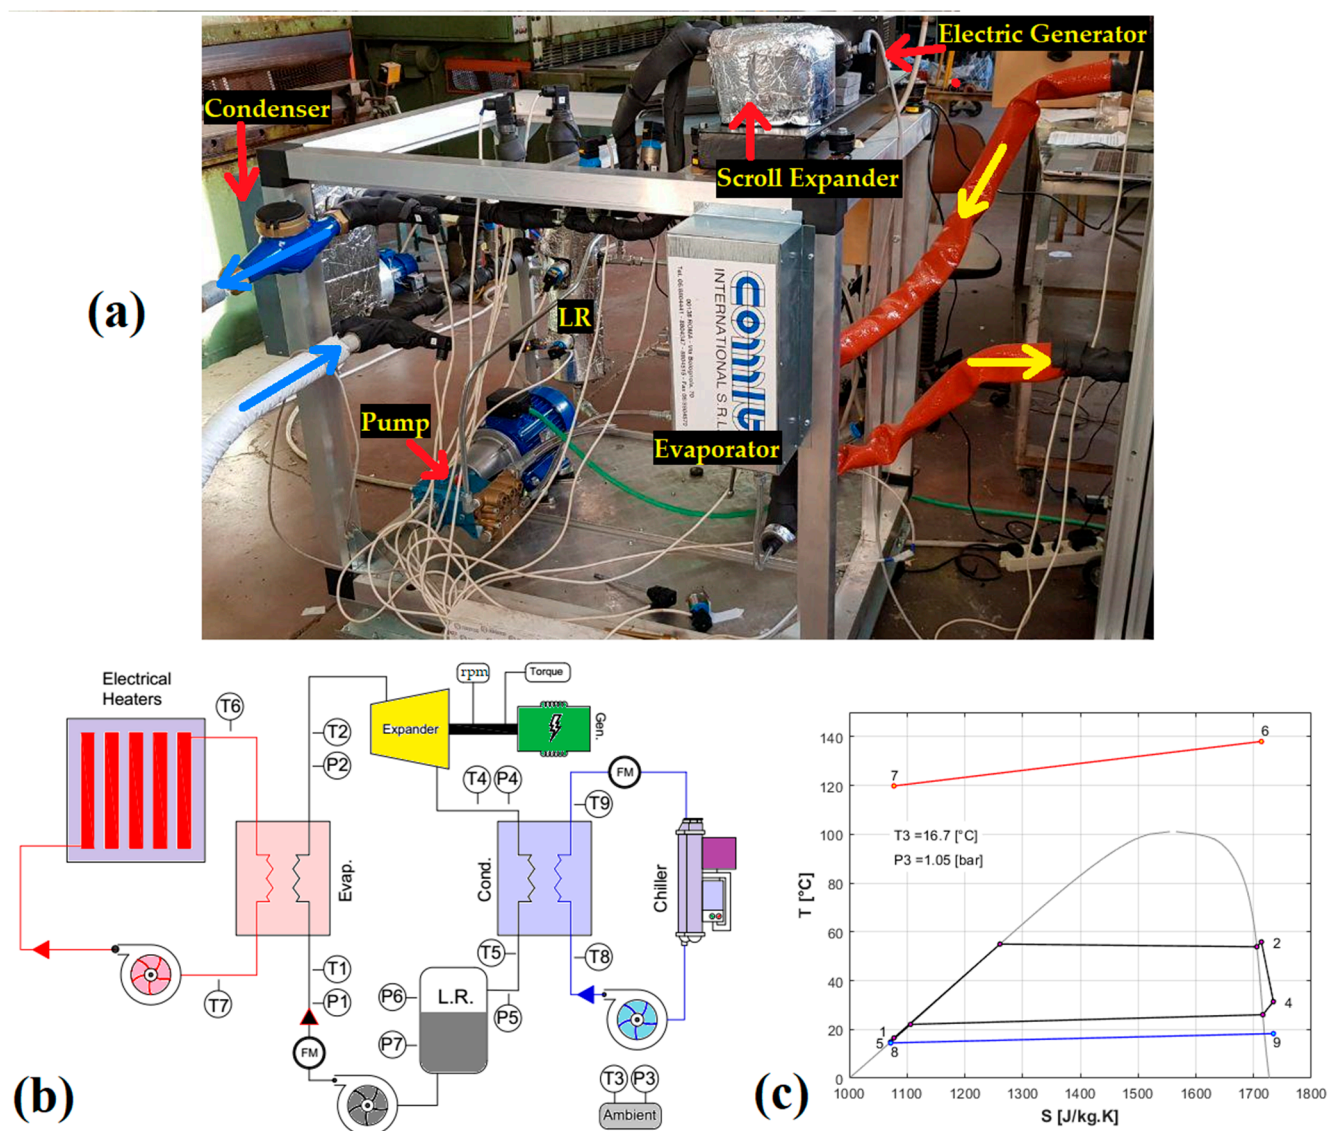 Electric Generator
Condenser
Scroll Expander
(a)
LR
comiu
INTERNATIONAL S.R.L.
Pump
Evaporator
Electrical
Heaters
T6
rpm
Torque
T2
P2
Expander
Gen.
T4
P4
FM
T9
Evap.
Cond.
Chiller
T1
P1
T5
T8
T7
P6
L.R.
P5
P7
FM
T3
P3
Ambient
(b)
140
120
100
80
60
40
20
0
T [°C]
6
7
T3 =16.7 [°C]
P3 =1.05 [bar]
2
4
1
5
8
9
1000
1100
1200
1300
1400
1500
1600
1700
1800
S [J/kg.K]
(c)